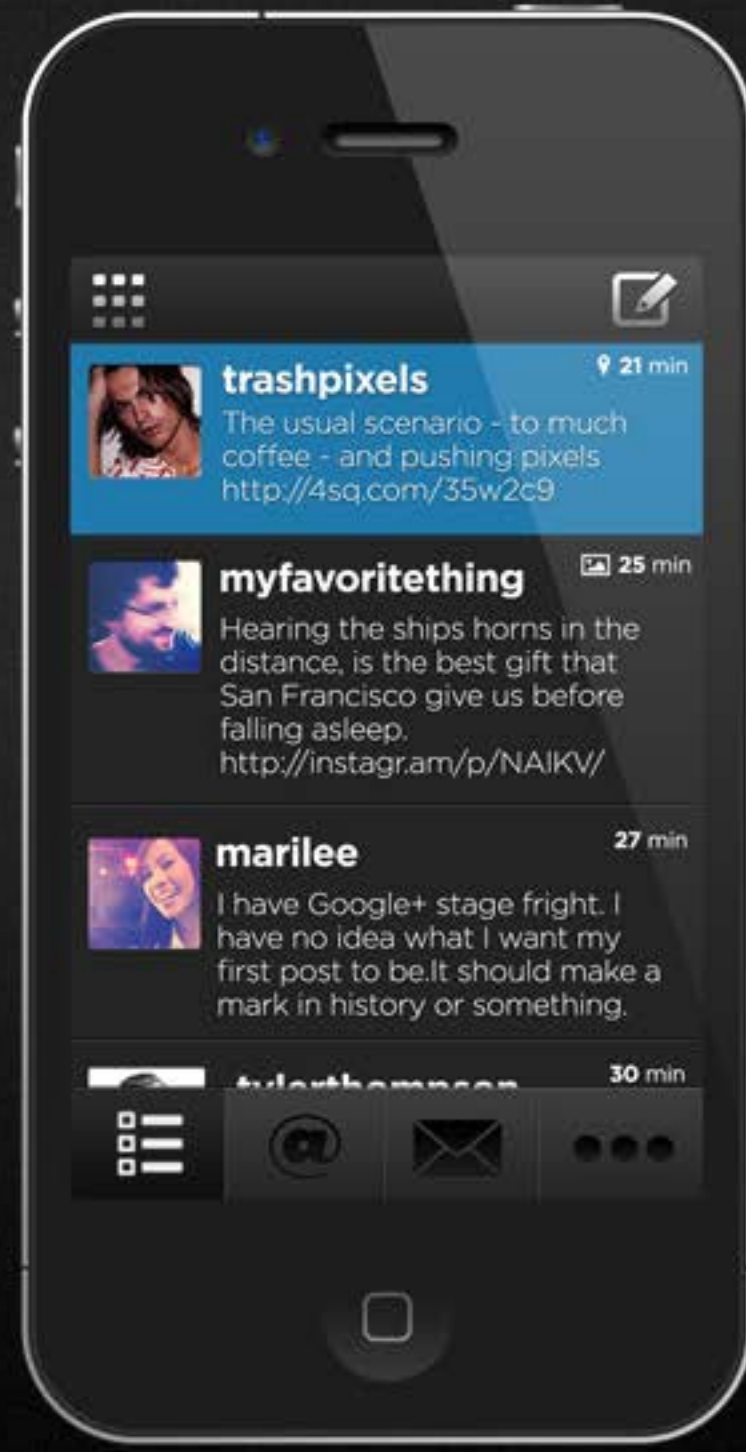 trashpixels
21 min
The usual scenario - to much
coffee - and pushing pixels
http://4sq.com/35w2c9
myfavoritething
25 min
Hearing the ships horns in the
distance, is the best gift that
San Francisco give us before
falling asleep.
http://instagr.am/p/NAIKV/
marilee
27 min
I have Google+ stage fright. I
have no idea what I want my
first post to be.It should make a
mark in history or something.
tylerthompson
30 min
@